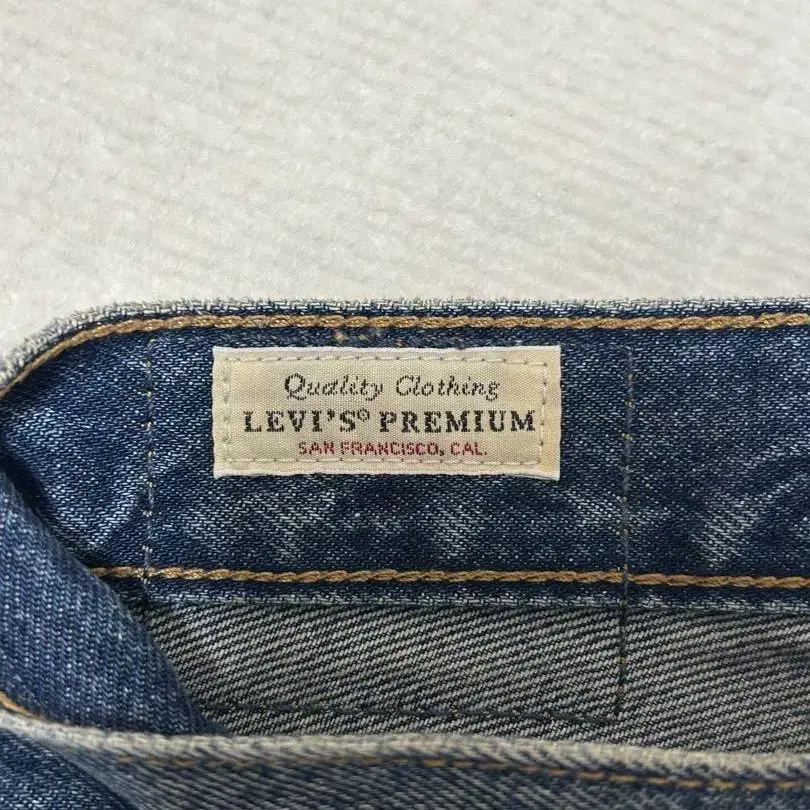 Quality Clothing
LEVI'S® PREMIUM
SAN FRANCISCO, CAL.